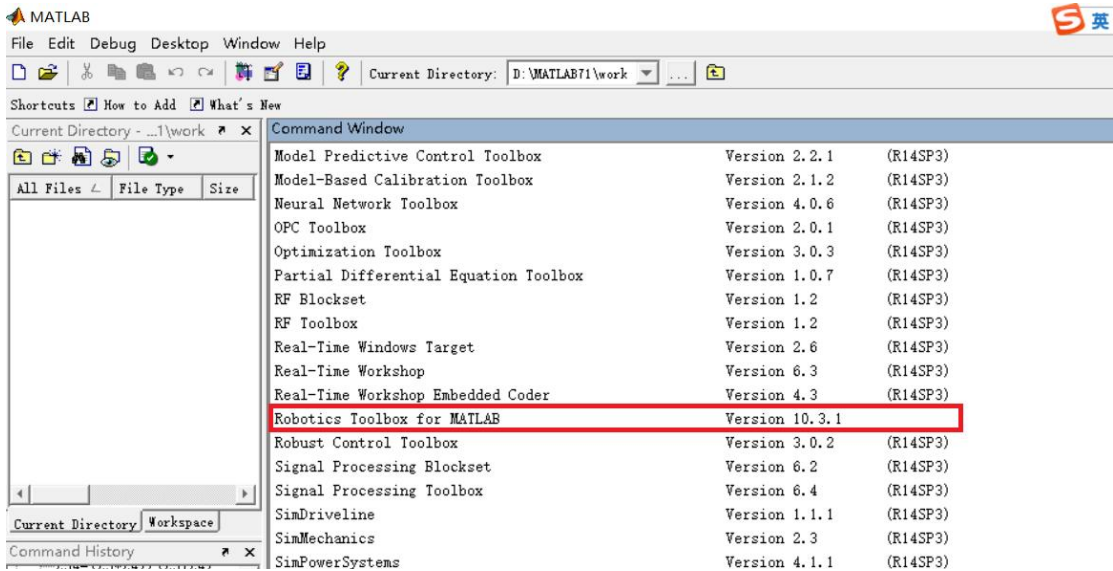 MATLAB
英
File Edit Debug Desktop Window Help
Current Directory: D:\MATLAB71\work ...
Shortcuts How to Add What's New
Current Directory - ...1\work
All Files File Type Size
Current Directory Workspace
Command History
Command Window
Model Predictive Control Toolbox Version 2.2.1 (R14SP3)
Model-Based Calibration Toolbox Version 2.1.2 (R14SP3)
Neural Network Toolbox Version 4.0.6 (R14SP3)
OPC Toolbox Version 2.0.1 (R14SP3)
Optimization Toolbox Version 3.0.3 (R14SP3)
Partial Differential Equation Toolbox Version 1.0.7 (R14SP3)
RF Blockset Version 1.2 (R14SP3)
RF Toolbox Version 1.2 (R14SP3)
Real-Time Windows Target Version 2.6 (R14SP3)
Real-Time Workshop Version 6.3 (R14SP3)
Real-Time Workshop Embedded Coder Version 4.3 (R14SP3)
Robotics Toolbox for MATLAB Version 10.3.1
Robust Control Toolbox Version 3.0.2 (R14SP3)
Signal Processing Blockset Version 6.2 (R14SP3)
Signal Processing Toolbox Version 6.4 (R14SP3)
SimDriveline Version 1.1.1 (R14SP3)
SimMechanics Version 2.3 (R14SP3)
SimPowerSystems Version 4.1.1 (R14SP3)